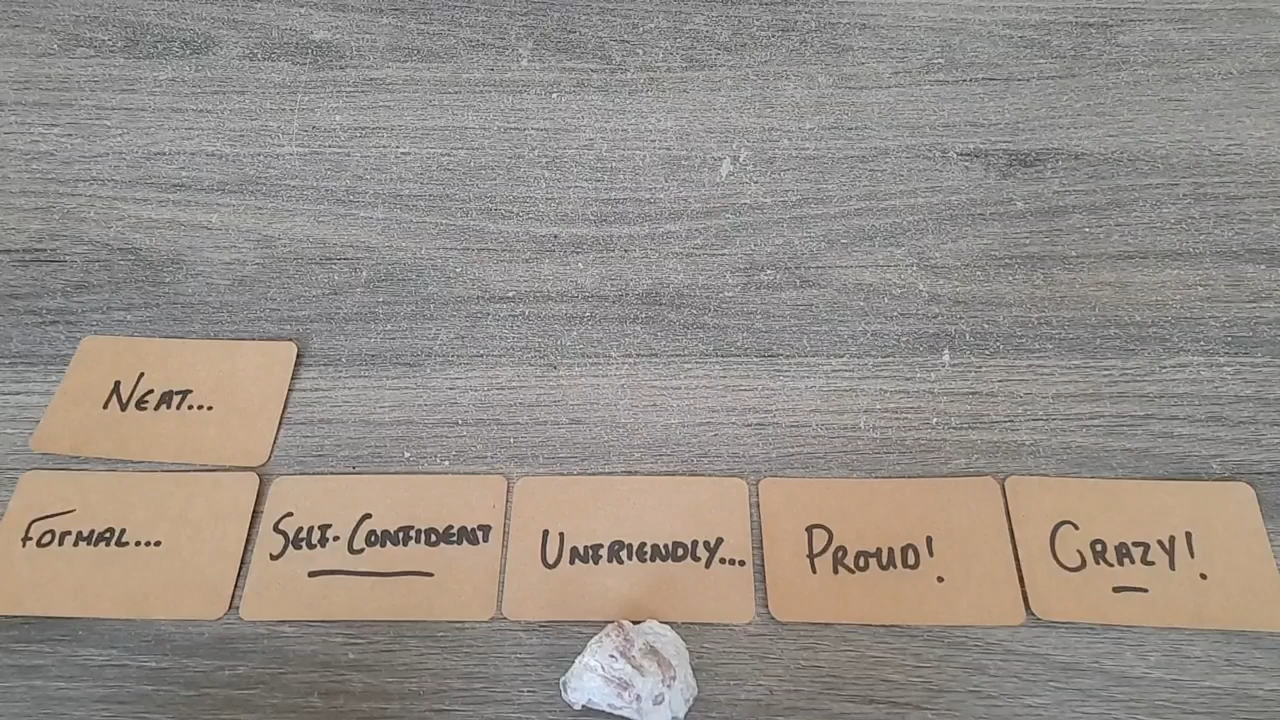 NEAT...
FORMAL...
SELF-CONFIDENT
UNFRIENDLY...
PROUD!
CRAZY!